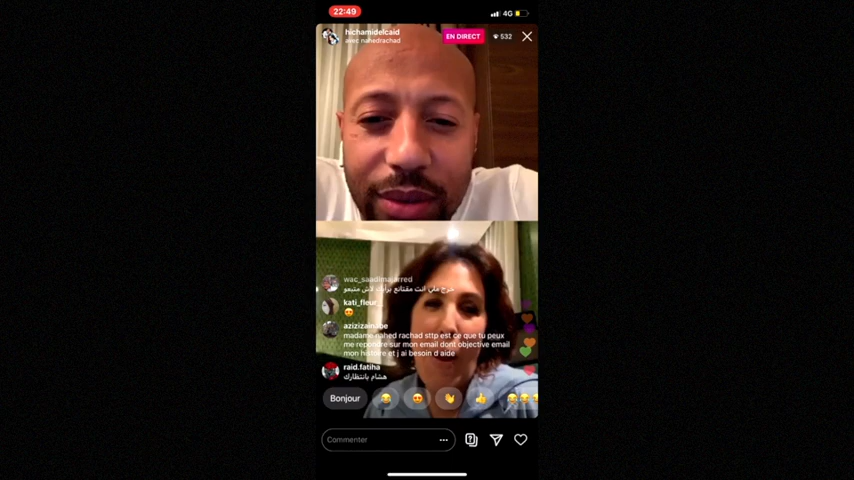 22:49
4G
hichamidelcaid
avec nahedrachad
EN DIRECT
532
wac_saadimajarred
kati_fleur
azizizainabe
madame nahed rachad sttp est ce que tu peux
me repondre sur mon email dont objective email
mon histoire et j ai besoin d aide
raid.fatiha
هشام بانتظارك
Bonjour
Commenter